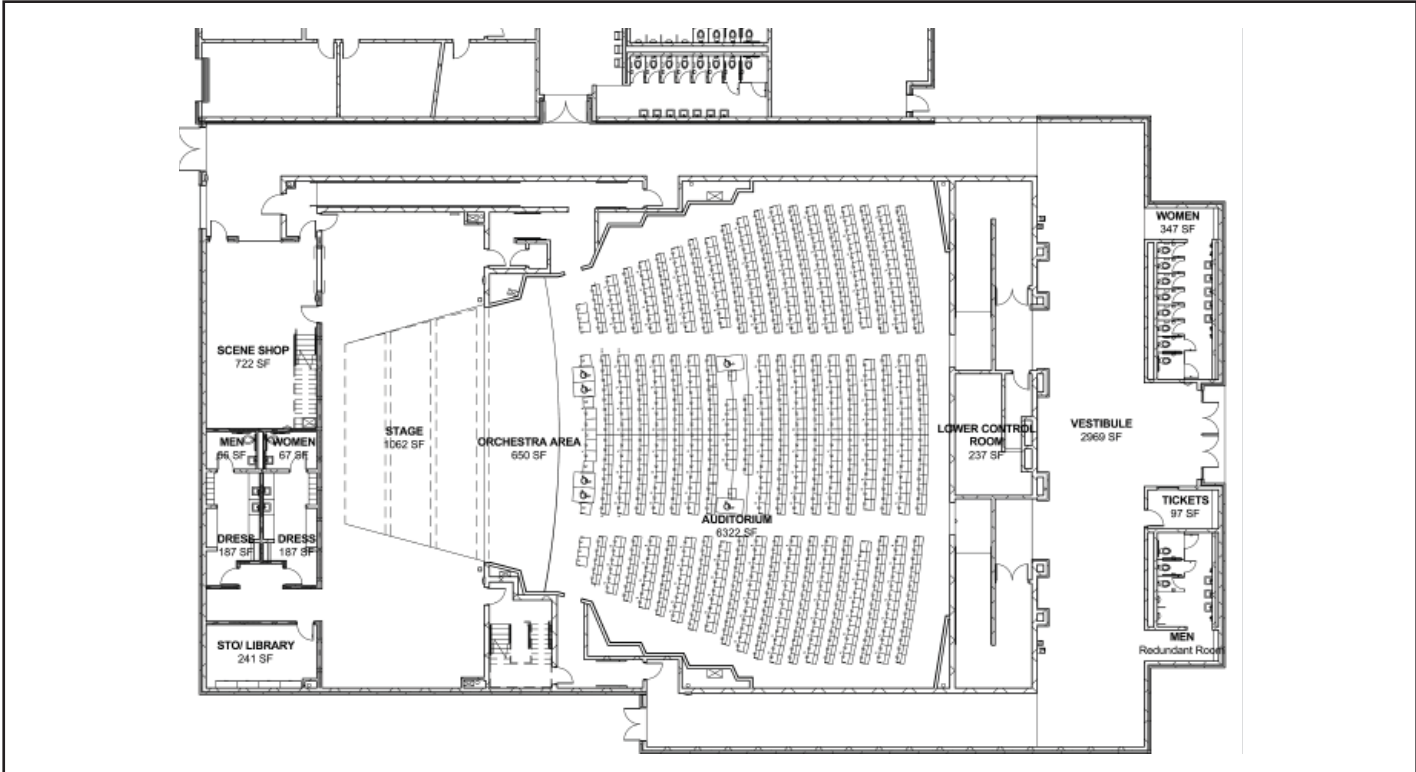 WOMEN
347 SF
SCENE SHOP
722 SF
STAGE
1062 SF
ORCHESTRA AREA
650 SF
LOWER CONTROL
ROOM
237 SF
VESTIBULE
2969 SF
MEN
66 SF
WOMEN
67 SF
TICKETS
97 SF
AUDITORIUM
6322 SF
DRESS
187 SF
DRESS
187 SF
STO/ LIBRARY
241 SF
MEN
Redundant Room